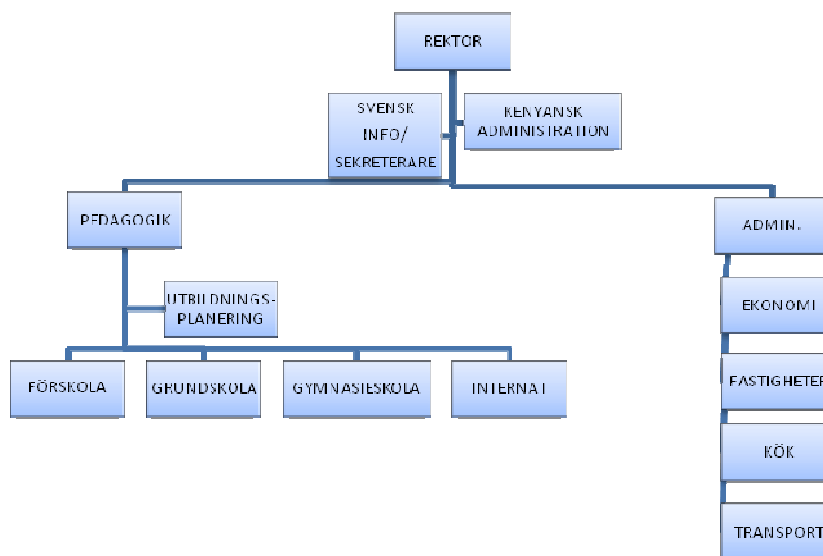 REKTOR
SVENSK
INFO/
SEKRETERARE
KENYANSK
ADMINISTRATION
PEDAGOGIK
ADMIN.
UTBILDNINGS-
PLANERING
EKONOMI
FÖRSKOLA
GRUNDSKOLA
GYMNASIESKOLA
INTERNAT
FASTIGHETER
KÖK
TRANSPORT